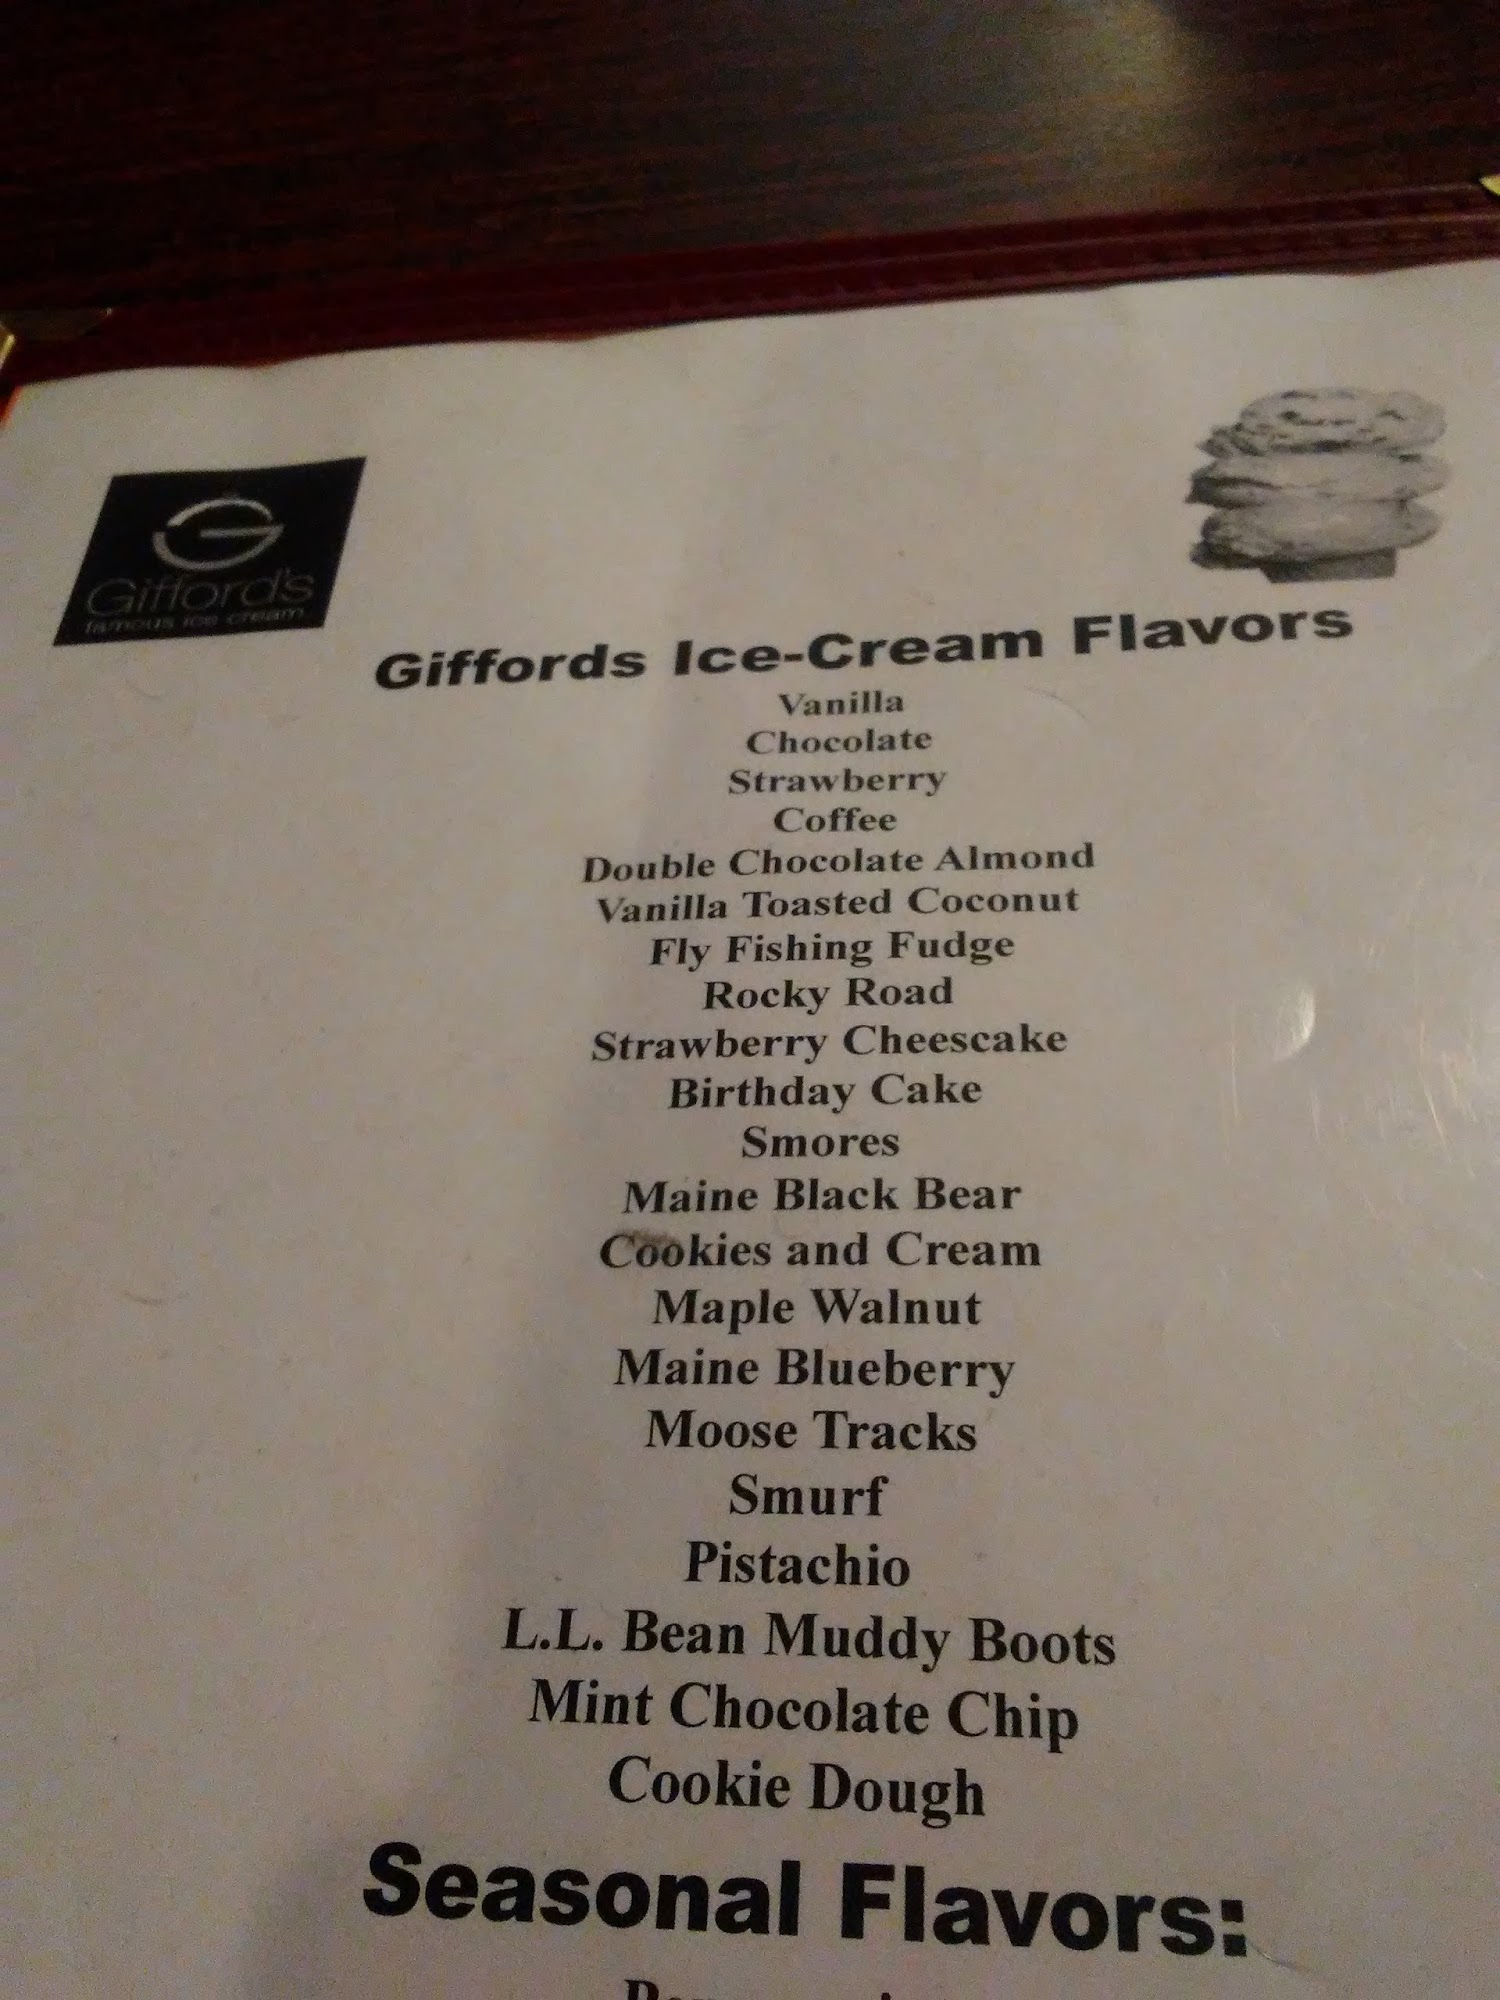 Gifford's
famous ice cream
Giffords Ice-Cream Flavors
Vanilla
Chocolate
Strawberry
Coffee
Double Chocolate Almond
Vanilla Toasted Coconut
Fly Fishing Fudge
Rocky Road
Strawberry Cheescake
Birthday Cake
Smores
Maine Black Bear
Cookies and Cream
Maple Walnut
Maine Blueberry
Moose Tracks
Smurf
Pistachio
L.L. Bean Muddy Boots
Mint Chocolate Chip
Cookie Dough
Seasonal Flavors: